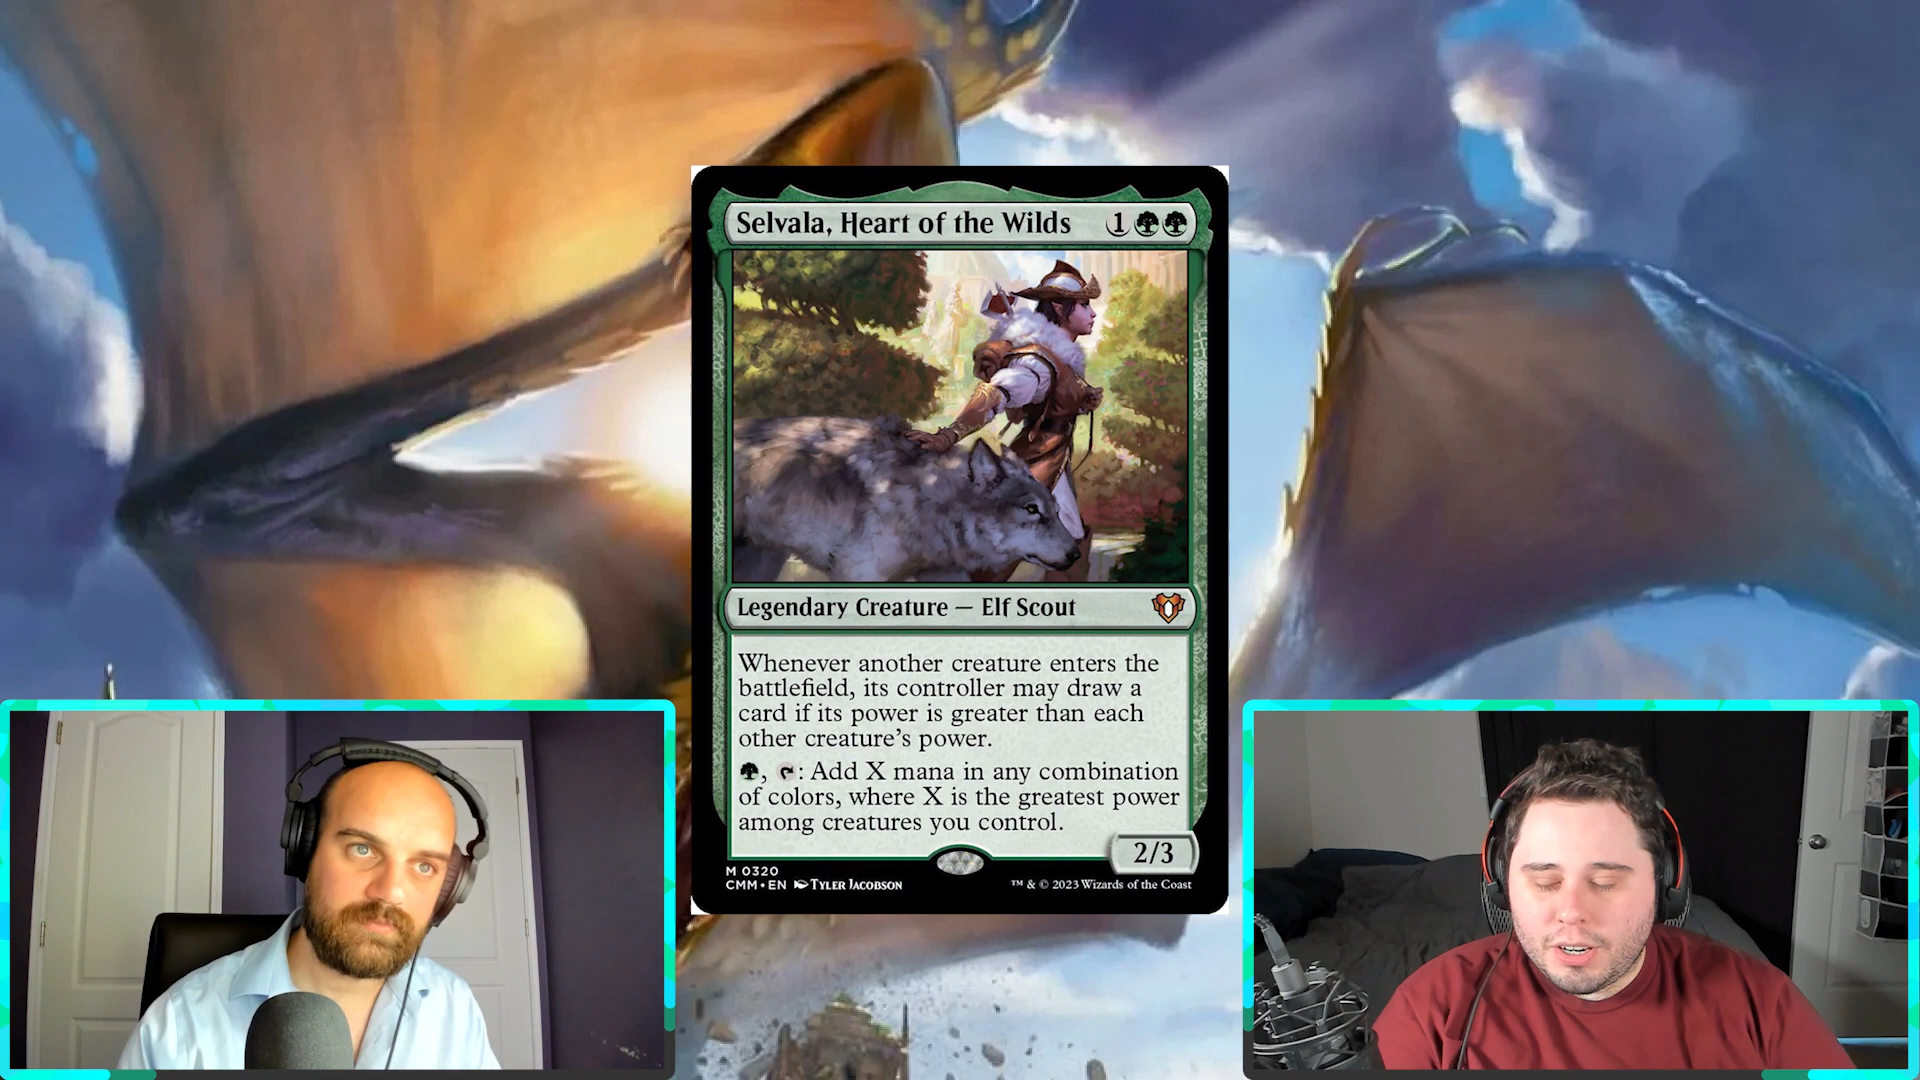 Selvala, Heart of the Wilds 1
Legendary Creature — Elf Scout
Whenever another creature enters the
battlefield, its controller may draw a
card if its power is greater than each
other creature's power.
, : Add X mana in any combination
of colors, where X is the greatest power
among creatures you control.
2/3
M 0320
CMM • EN Tyler Jacobson
™ & © 2023 Wizards of the Coast